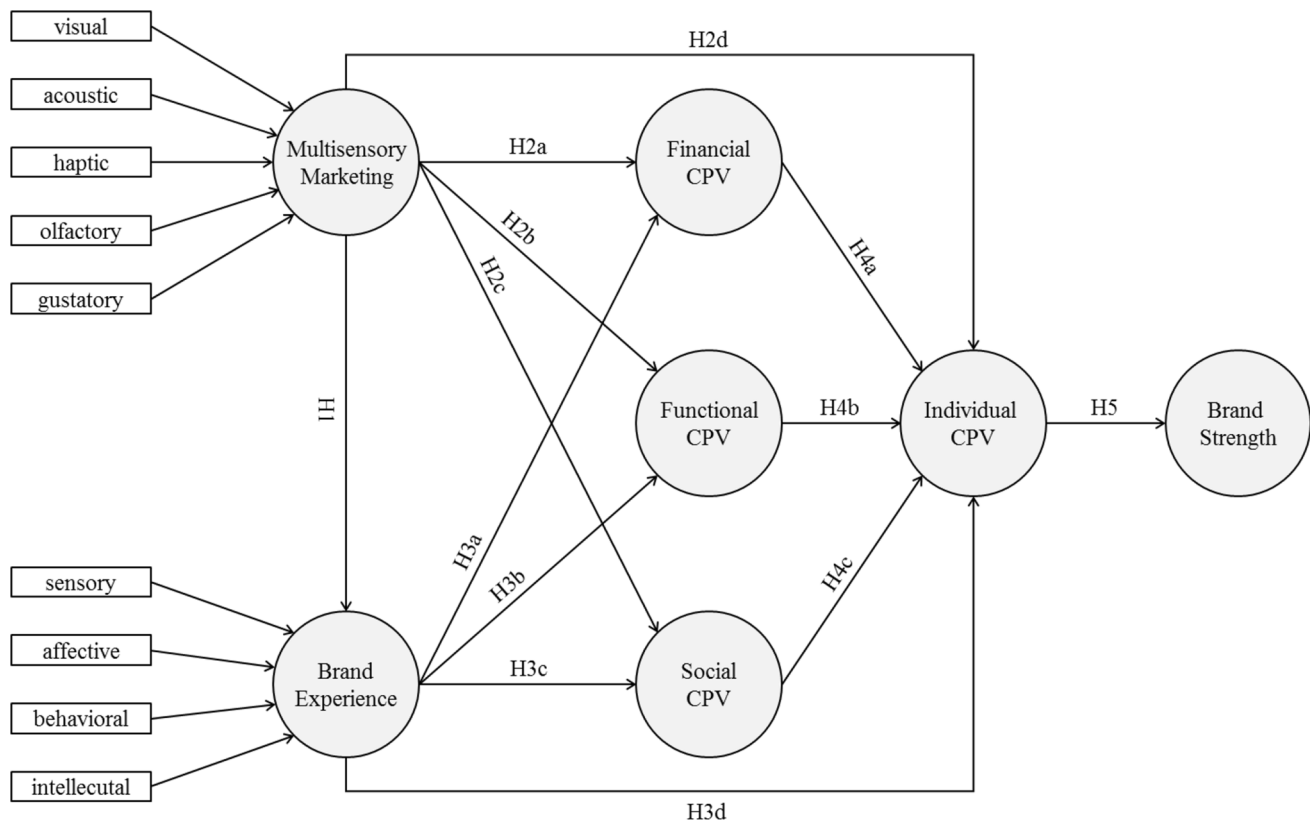 visual
acoustic
haptic
olfactory
gustatory
Multisensory
Marketing
H2d
H2a
H2b
H2c
Financial
CPV
H4a
H1
Functional
CPV
H4b
Individual
CPV
H5
Brand
Strength
H3a
H3b
H4c
sensory
affective
behavioral
intellecutal
Brand
Experience
H3c
Social
CPV
H3d